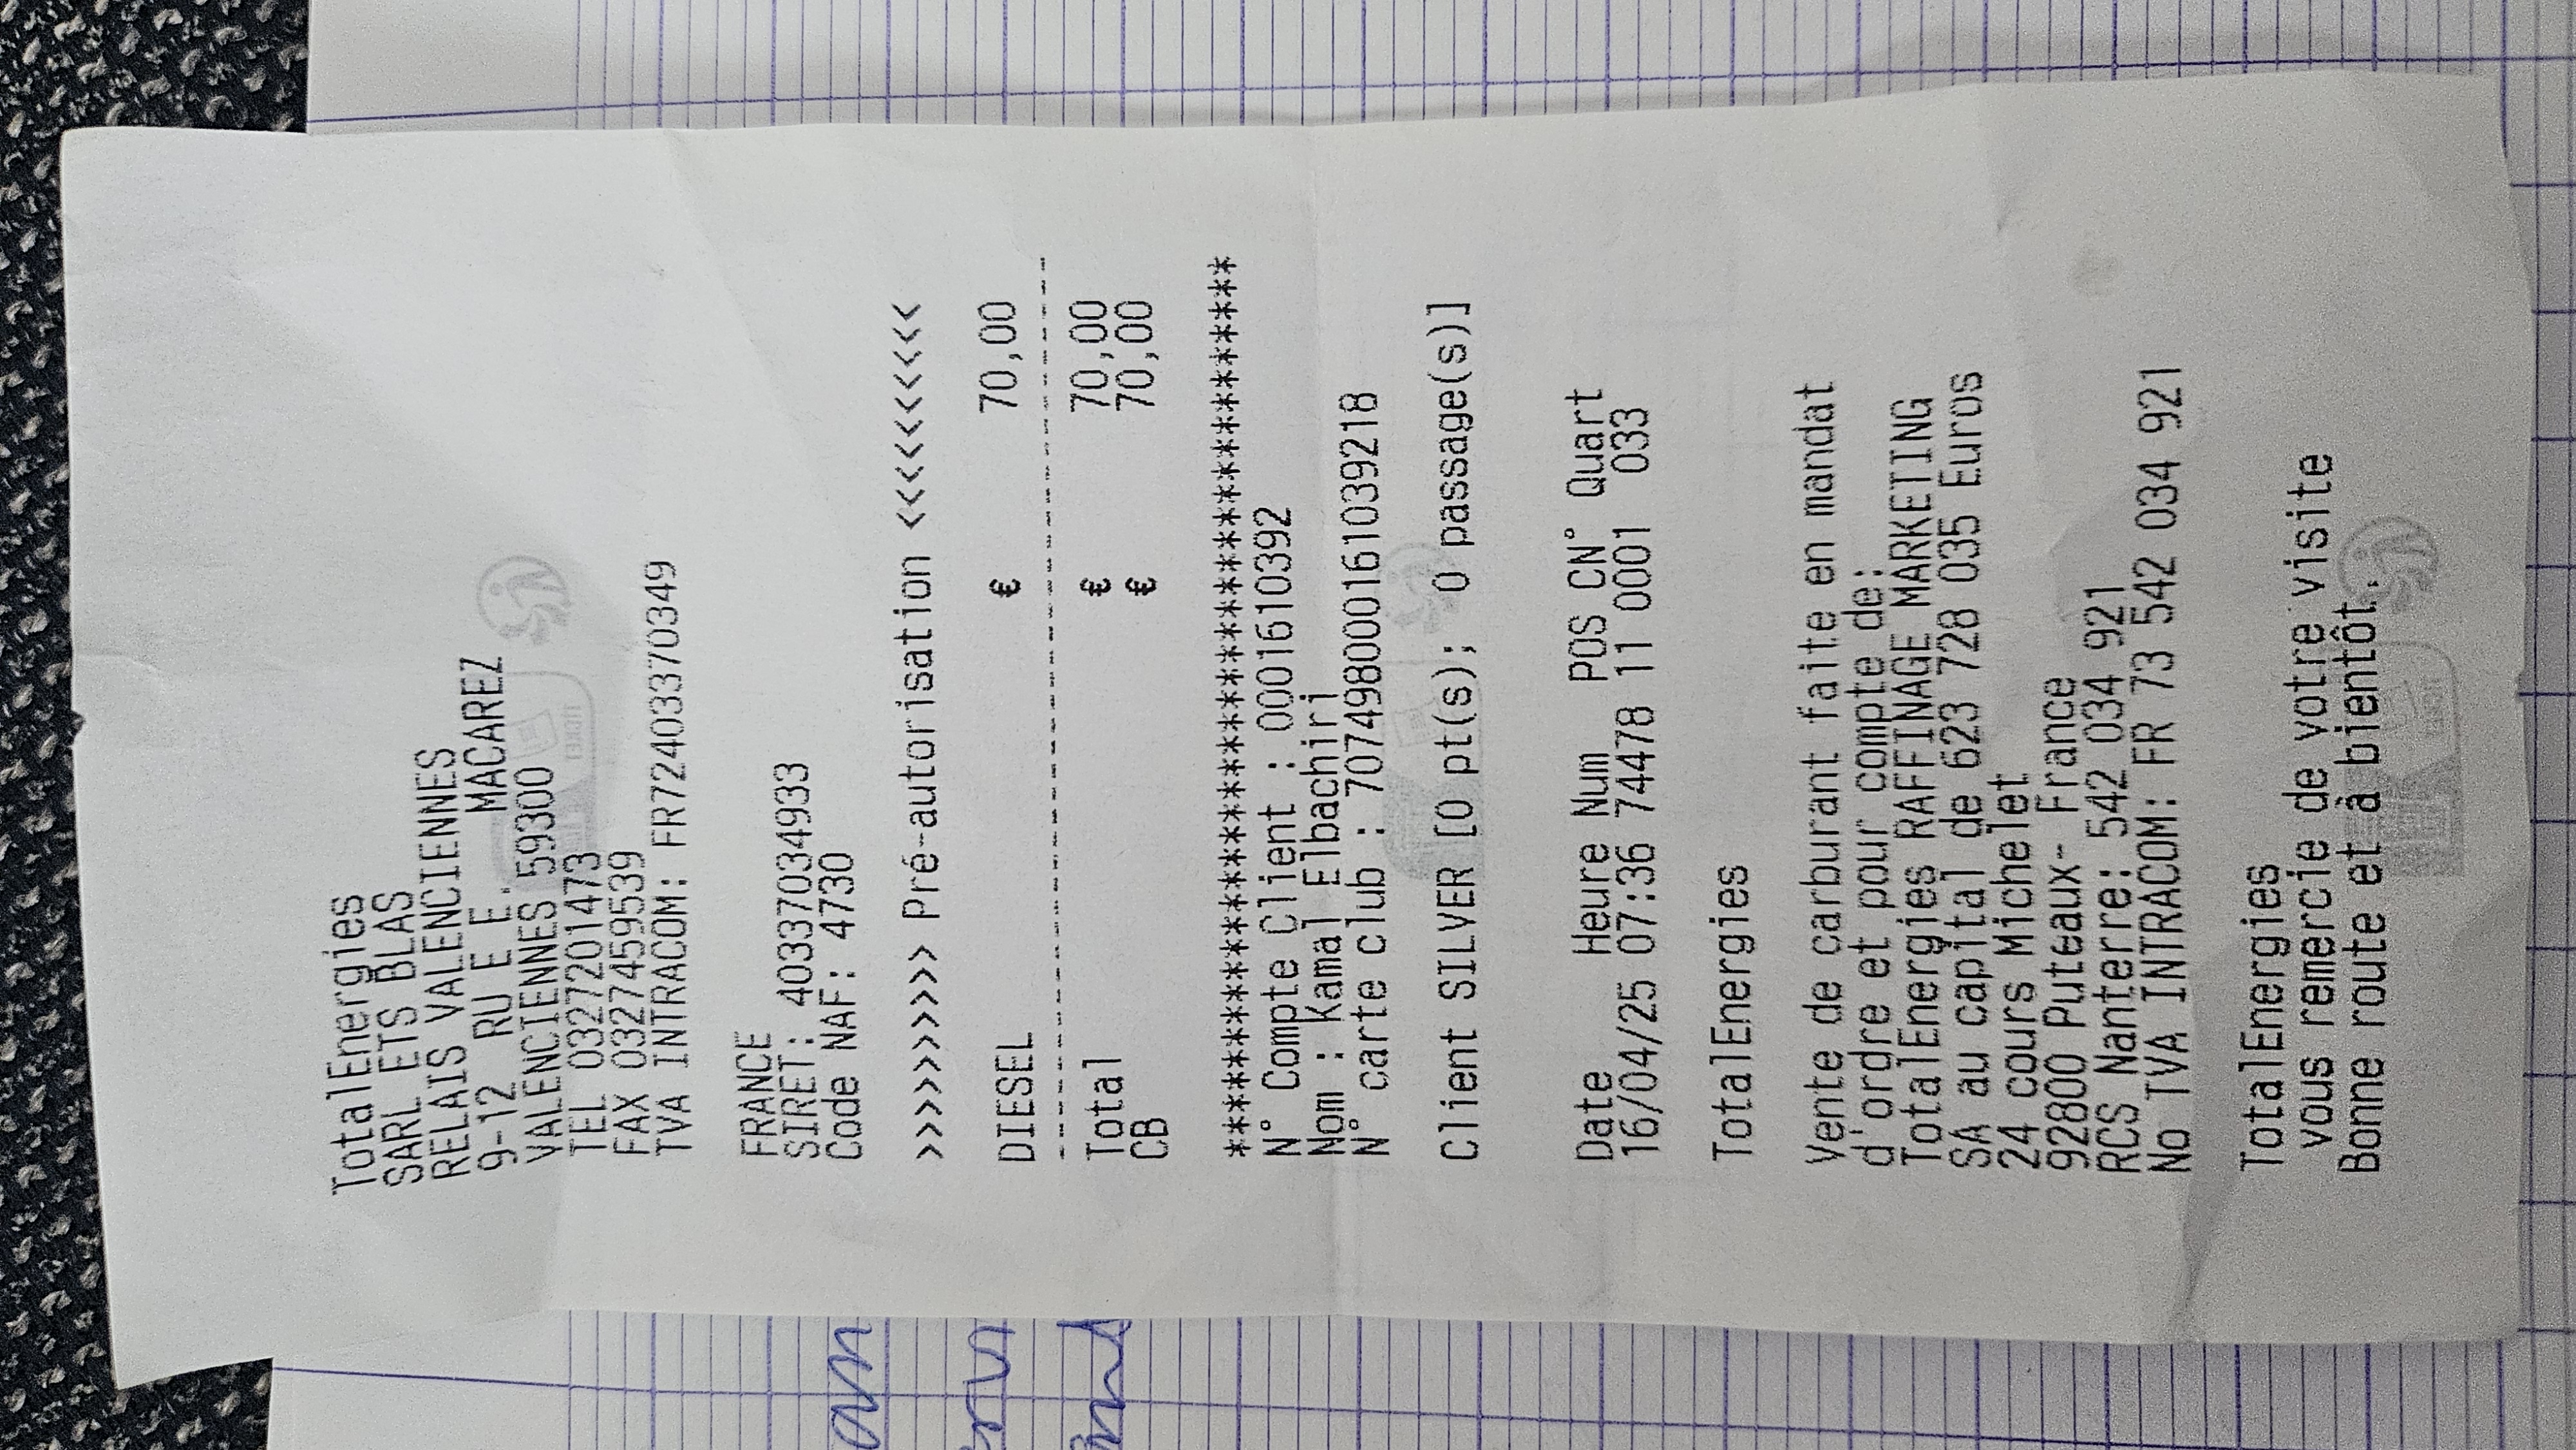 TotalEnergies
SARL ETS BLAS
RELAIS VALENCIENNES
9-12 RU E E. MACAREZ
VALENCIENNES 59300
TEL 0327201473
FAX 0327459539
TVA INTRACOM: FR72403370349
FRANCE
SIRET: 40337034933
Code NAF: 4730
>>>>>>>>>> Pré-autorisation <<<<<<<<<<
DIESEL € 70,00
Total € 70,00
CB € 70,00
****************************************
N° Compte Client : 0001610392
Nom : Kamal Elbachiri
N° carte club : 707498000161039218
Client SILVER [0 pt(s); 0 passage(s)]
Date Heure Num POS CN° Quart
16/04/25 07:36 74478 11 0001 033
TotalEnergies
Vente de carburant faite en mandat
d'ordre et pour compte de:
TotalEnergies RAFFINAGE MARKETING
SA au capital de 623 728 035 Euros
24 cours Michelet
92800 Puteaux- France
RCS Nanterre: 542 034 921
No TVA INTRACOM: FR 73 542 034 921
TotalEnergies
vous remercie de votre visite
Bonne route et à bientôt.